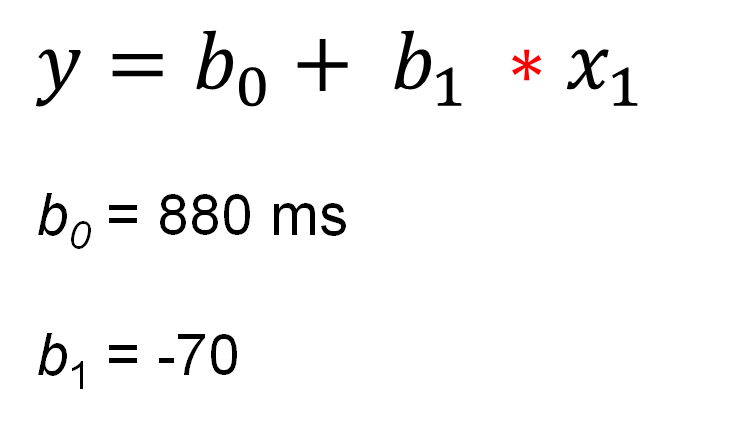 y = b₀ + b₁ * x₁
b₀ = 880 ms
b₁ = -70